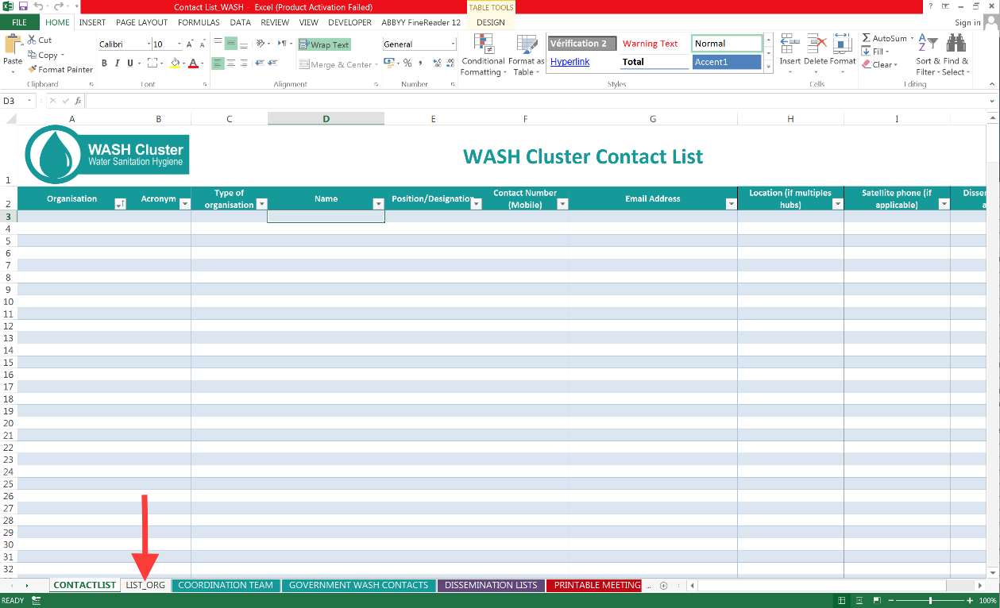 Contact List_WASH - Excel (Product Activation Failed)
TABLE TOOLS
?
FILE HOME INSERT PAGE LAYOUT FORMULAS DATA REVIEW VIEW DEVELOPER ABBYY FineReader 12 DESIGN Sign in
Paste
Cut
Copy
Format Painter
Clipboard
Calibri 10
B I U A
Font
Wrap Text
Merge & Center
Alignment
General
%
Number
Conditional Formatting
Format as Table
Vérification 2 Warning Text Normal
Hyperlink Total Accent1
Styles
Insert Delete Format
Cells
AutoSum
Fill
Clear
Sort & Filter
Find & Select
Editing
D3 fx
A B C D E F G H I
WASH Cluster
Water Sanitation Hygiene
WASH Cluster Contact List
1
2 Organisation Acronym Type of organisation Name Position/Designation Contact Number (Mobile) Email Address Location (if multiples hubs) Satellite phone (if applicable)
3
4
5
6
7
8
9
10
11
12
13
14
15
16
17
18
19
20
21
22
23
24
25
26
27
28
29
30
31
32
CONTACTLIST LIST_ORG COORDINATION TEAM GOVERNMENT WASH CONTACTS DISSEMINATION LISTS PRINTABLE MEETING ...
READY 100%